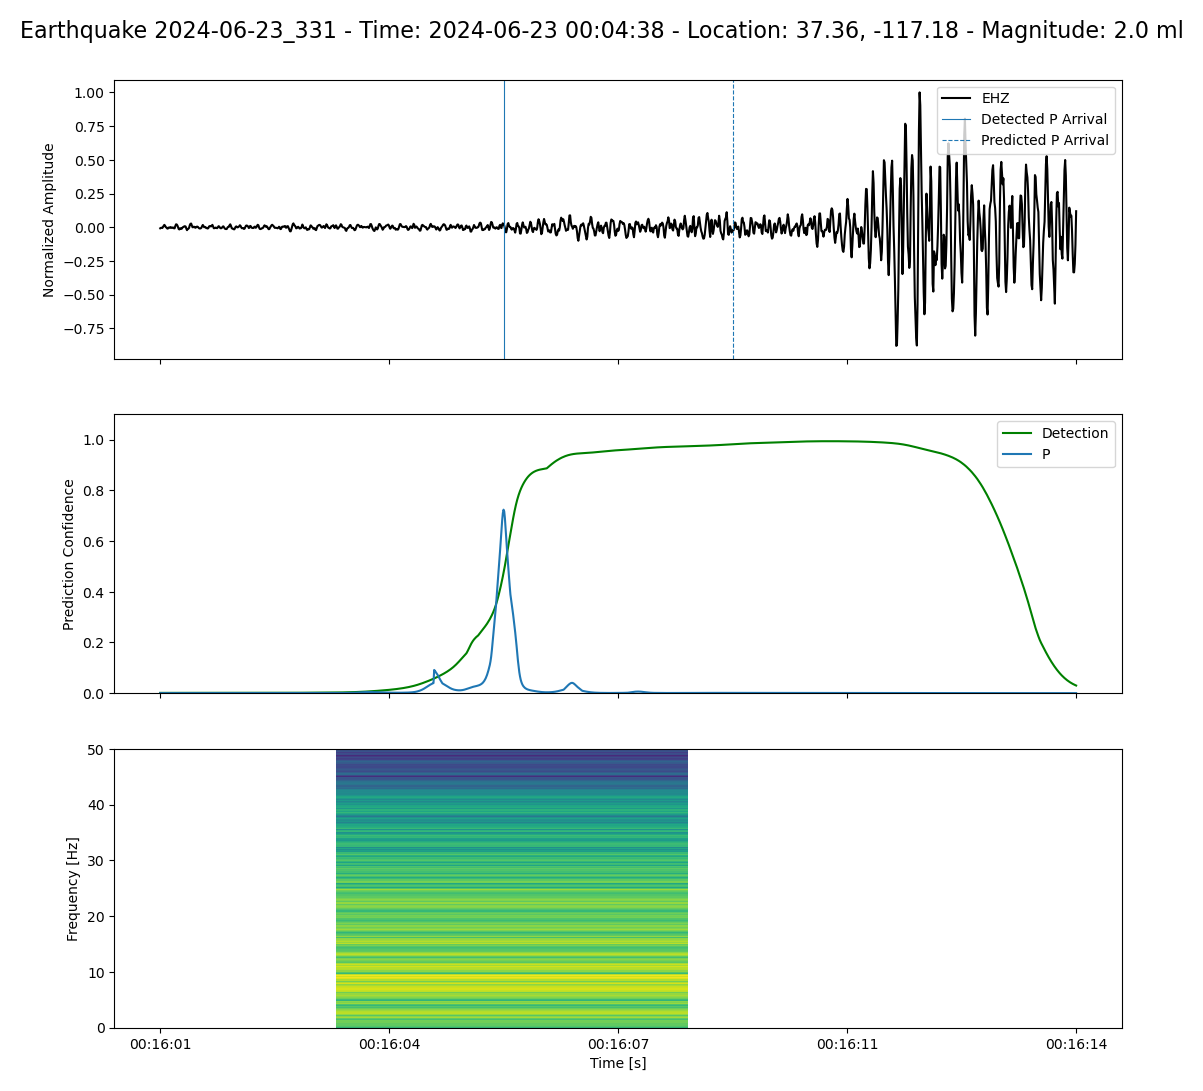 Earthquake 2024-06-23_331 - Time: 2024-06-23 00:04:38 - Location: 37.36, -117.18 - Magnitude: 2.0 ml
Normalized Amplitude
1.00
0.75
0.50
0.25
0.00
−0.25
−0.50
−0.75
EHZ
Detected P Arrival
Predicted P Arrival
Prediction Confidence
1.0
0.8
0.6
0.4
0.2
0.0
Detection
P
Frequency [Hz]
50
40
30
20
10
0
00:16:01 00:16:04 00:16:07 00:16:11 00:16:14
Time [s]